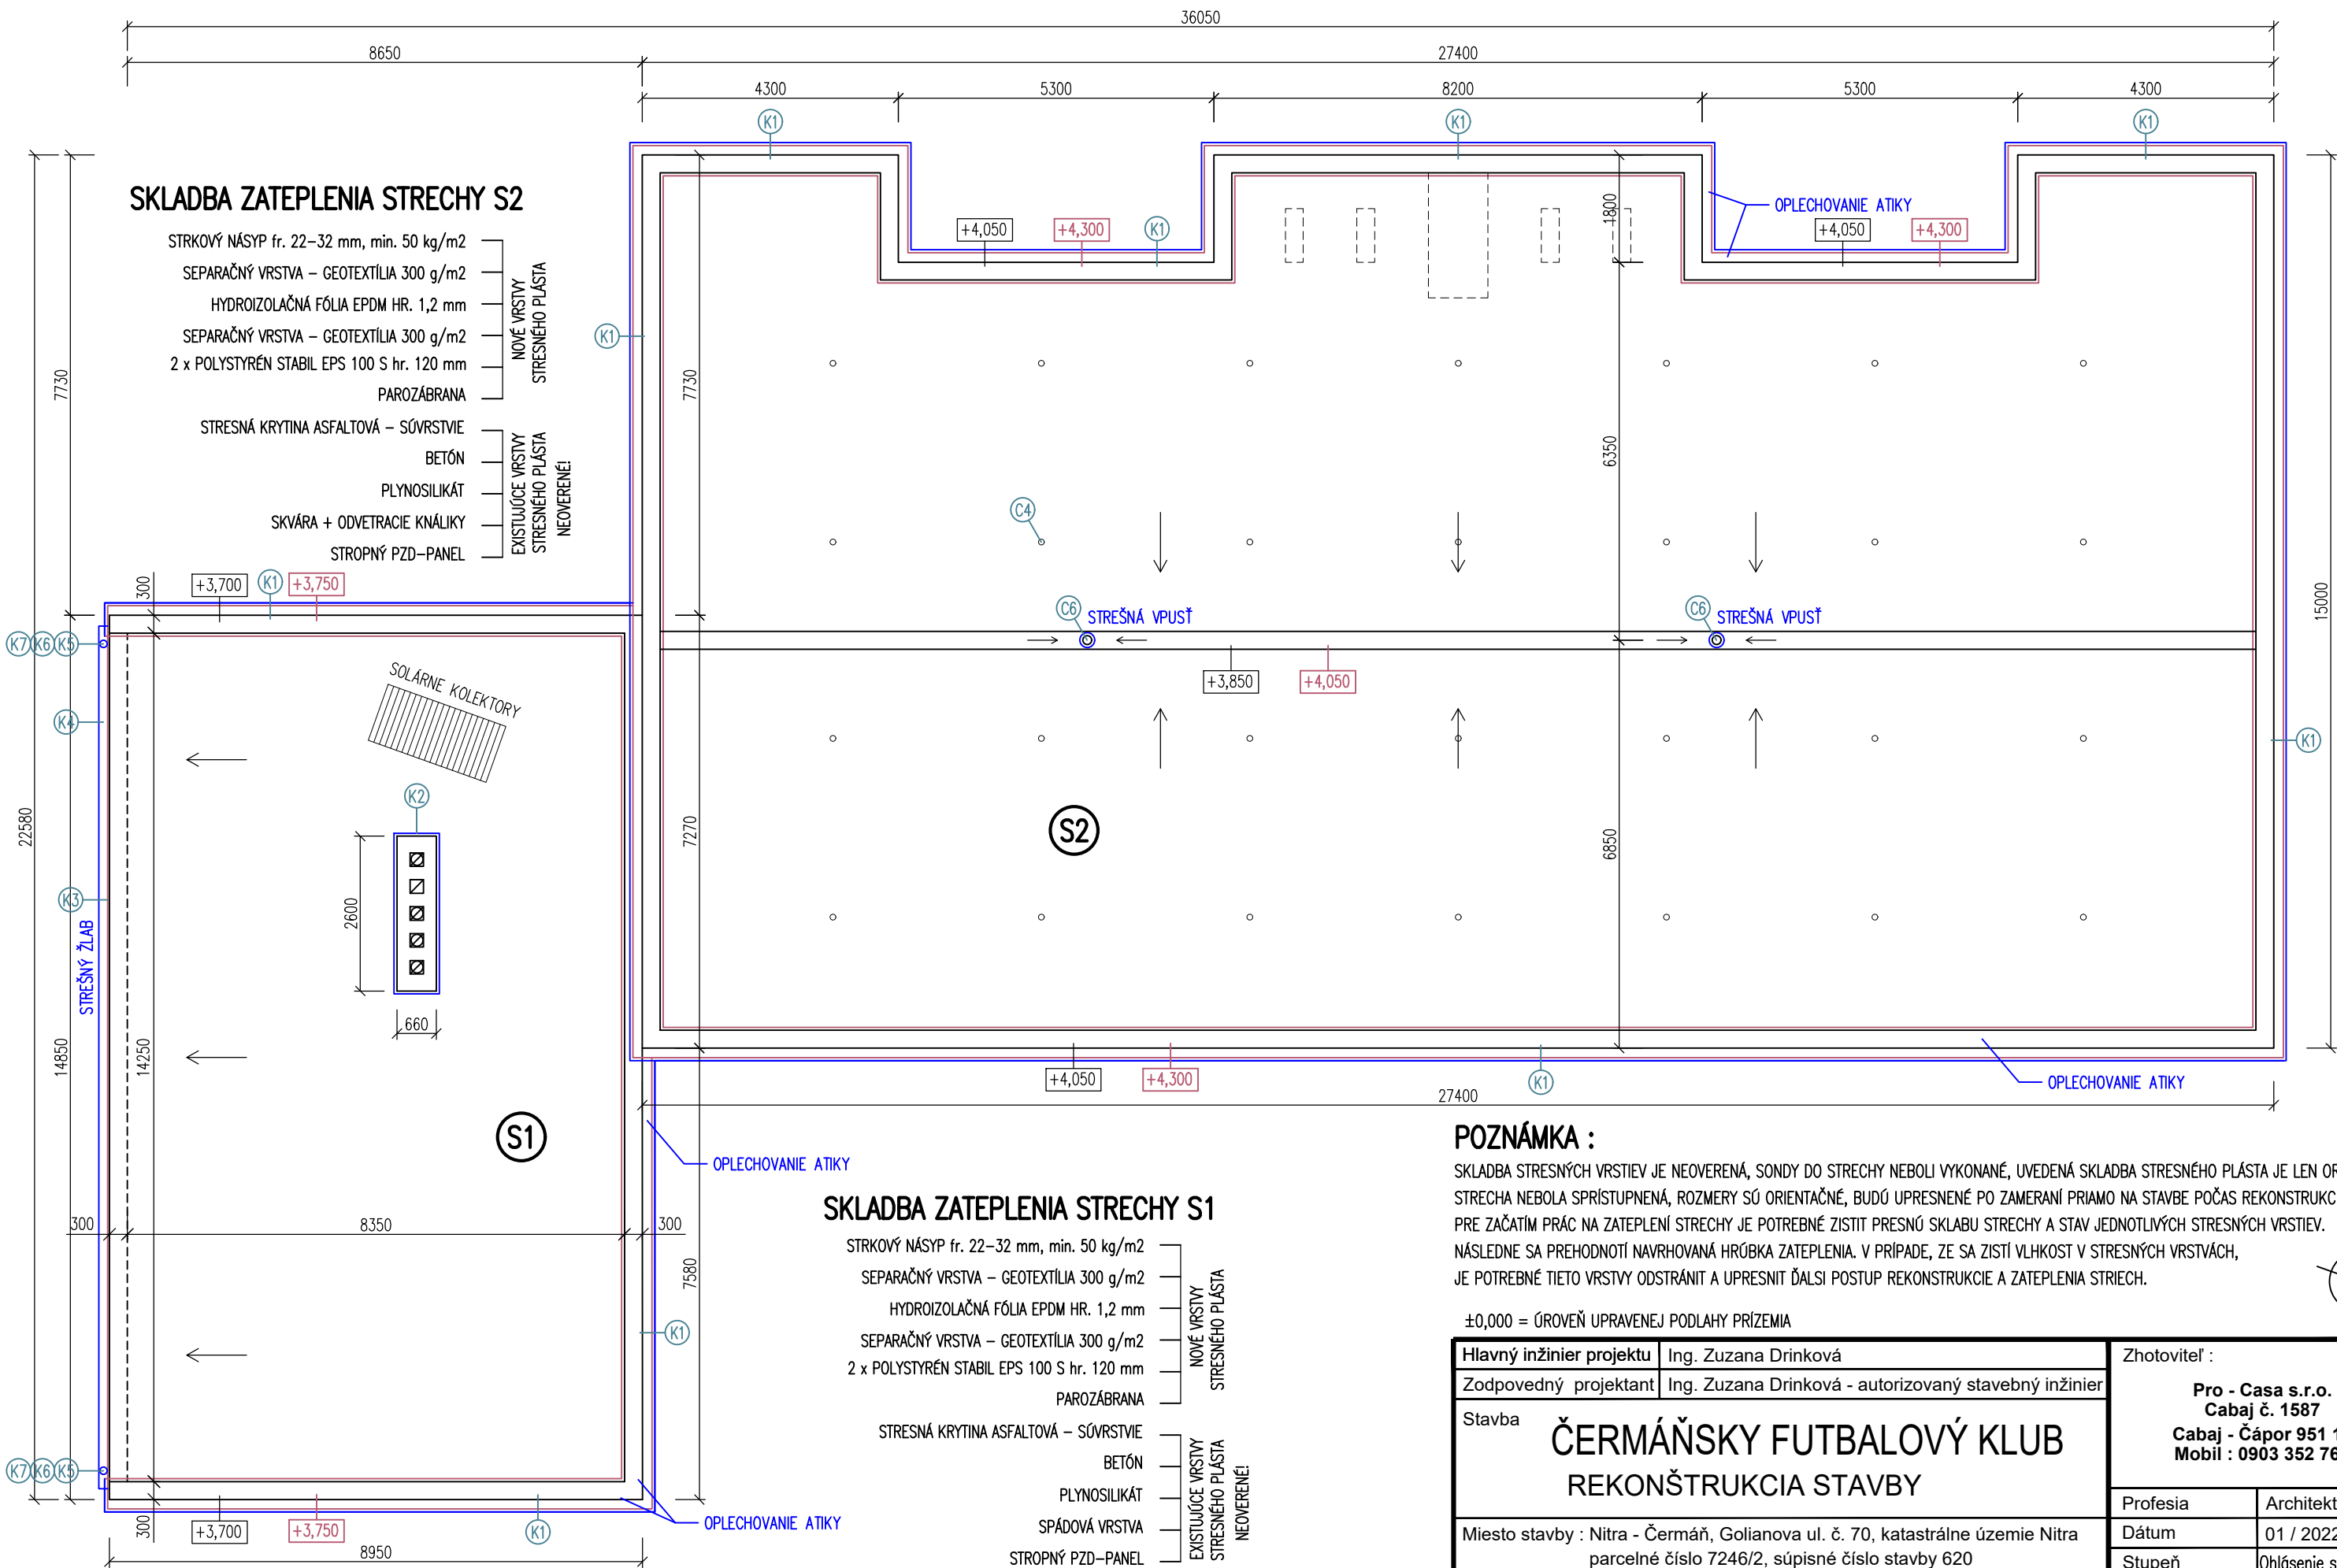 36050
8650
27400
4300
5300
8200
5300
4300
K1
K1
K1
SKLADBA ZATEPLENIA STRECHY S2
STRKOVÝ NÁSYP fr. 22-32 mm, min. 50 kg/m2
SEPARAČNÝ VRSTVA - GEOTEXTÍLIA 300 g/m2
HYDROIZOLAČNÁ FÓLIA EPDM HR. 1,2 mm
SEPARAČNÝ VRSTVA - GEOTEXTÍLIA 300 g/m2
2 x POLYSTYRÉN STABIL EPS 100 S hr. 120 mm
PAROZÁBRANA
NOVÉ VRSTVY
STRESNÉHO PLÁSTA
STRESNÁ KRYTINA ASFALTOVÁ - SÚVRSTVIE
BETÓN
PLYNOSILIKÁT
SKVÁRA + ODVETRACIE KNÁLIKY
STROPNÝ PZD-PANEL
EXISTUJÚCE VRSTVY
STRESNÉHO PLÁSTA
NEOVERENÉ!
+4,050
+4,300
K1
1800
OPLECHOVANIE ATIKY
+4,050
+4,300
K1
7730
7730
6350
15000
C4
300
+3,700
K1
+3,750
C6
STREŠNÁ VPUSŤ
C6
STREŠNÁ VPUSŤ
K7
K6
K5
+3,850
+4,050
SOLÁRNE KOLEKTORY
K4
K1
K2
22580
7270
S2
6850
K3
2600
STREŠNÝ ŽLAB
660
14850
14250
+4,050
+4,300
K1
OPLECHOVANIE ATIKY
27400
S1
OPLECHOVANIE ATIKY
300
8350
300
7580
K1
K7
K6
K5
300
+3,700
+3,750
K1
OPLECHOVANIE ATIKY
8950
SKLADBA ZATEPLENIA STRECHY S1
STRKOVÝ NÁSYP fr. 22-32 mm, min. 50 kg/m2
SEPARAČNÝ VRSTVA - GEOTEXTÍLIA 300 g/m2
HYDROIZOLAČNÁ FÓLIA EPDM HR. 1,2 mm
SEPARAČNÝ VRSTVA - GEOTEXTÍLIA 300 g/m2
2 x POLYSTYRÉN STABIL EPS 100 S hr. 120 mm
PAROZÁBRANA
NOVÉ VRSTVY
STRESNÉHO PLÁSTA
STRESNÁ KRYTINA ASFALTOVÁ - SÚVRSTVIE
BETÓN
PLYNOSILIKÁT
SPÁDOVÁ VRSTVA
STROPNÝ PZD-PANEL
EXISTUJÚCE VRSTVY
STRESNÉHO PLÁSTA
NEOVERENÉ!
POZNÁMKA :
SKLADBA STRESNÝCH VRSTIEV JE NEOVERENÁ, SONDY DO STRECHY NEBOLI VYKONANÉ, UVEDENÁ SKLADBA STRESNÉHO PLÁSTA JE LEN
STRECHA NEBOLA SPRÍSTUPNENÁ, ROZMERY SÚ ORIENTAČNÉ, BUDÚ UPRESNENÉ PO ZAMERANÍ PRIAMO NA STAVBE POČAS
PRE ZAČATÍM PRÁC NA ZATEPLENÍ STRECHY JE POTREBNÉ ZISTIT PRESNÚ SKLABU STRECHY A STAV JEDNOTLIVÝCH STRESNÝCH VRSTIEV.
NÁSLEDNE SA PREHODNOTÍ NAVRHOVANÁ HRÚBKA ZATEPLENIA. V PRÍPADE, ZE SA ZISTÍ VLHKOST V STRESNÝCH VRSTVÁCH,
JE POTREBNÉ TIETO VRSTVY ODSTRÁNIT A UPRESNIT ĎALSI POSTUP REKONSTRUKCIE A ZATEPLENIA STRIECH.
±0,000 = ÚROVEŇ UPRAVENEJ PODLAHY PRÍZEMIA
Hlavný inžinier projektu Ing. Zuzana Drinková
Zodpovedný projektant Ing. Zuzana Drinková - autorizovaný stavebný inžinier
Stavba
ČERMÁŇSKY FUTBALOVÝ KLUB
REKONŠTRUKCIA STAVBY
Miesto stavby : Nitra - Čermáň, Golianova ul. č. 70, katastrálne územie Nitra
parcelné číslo 7246/2, súpisné číslo stavby 620
Zhotoviteľ :
Pro - Casa s.r.o.
Cabaj č. 1587
Cabaj - Čápor 951
Mobil : 0903 352
Profesia
Dátum 01 / 2022
Stupeň Ohlásenie